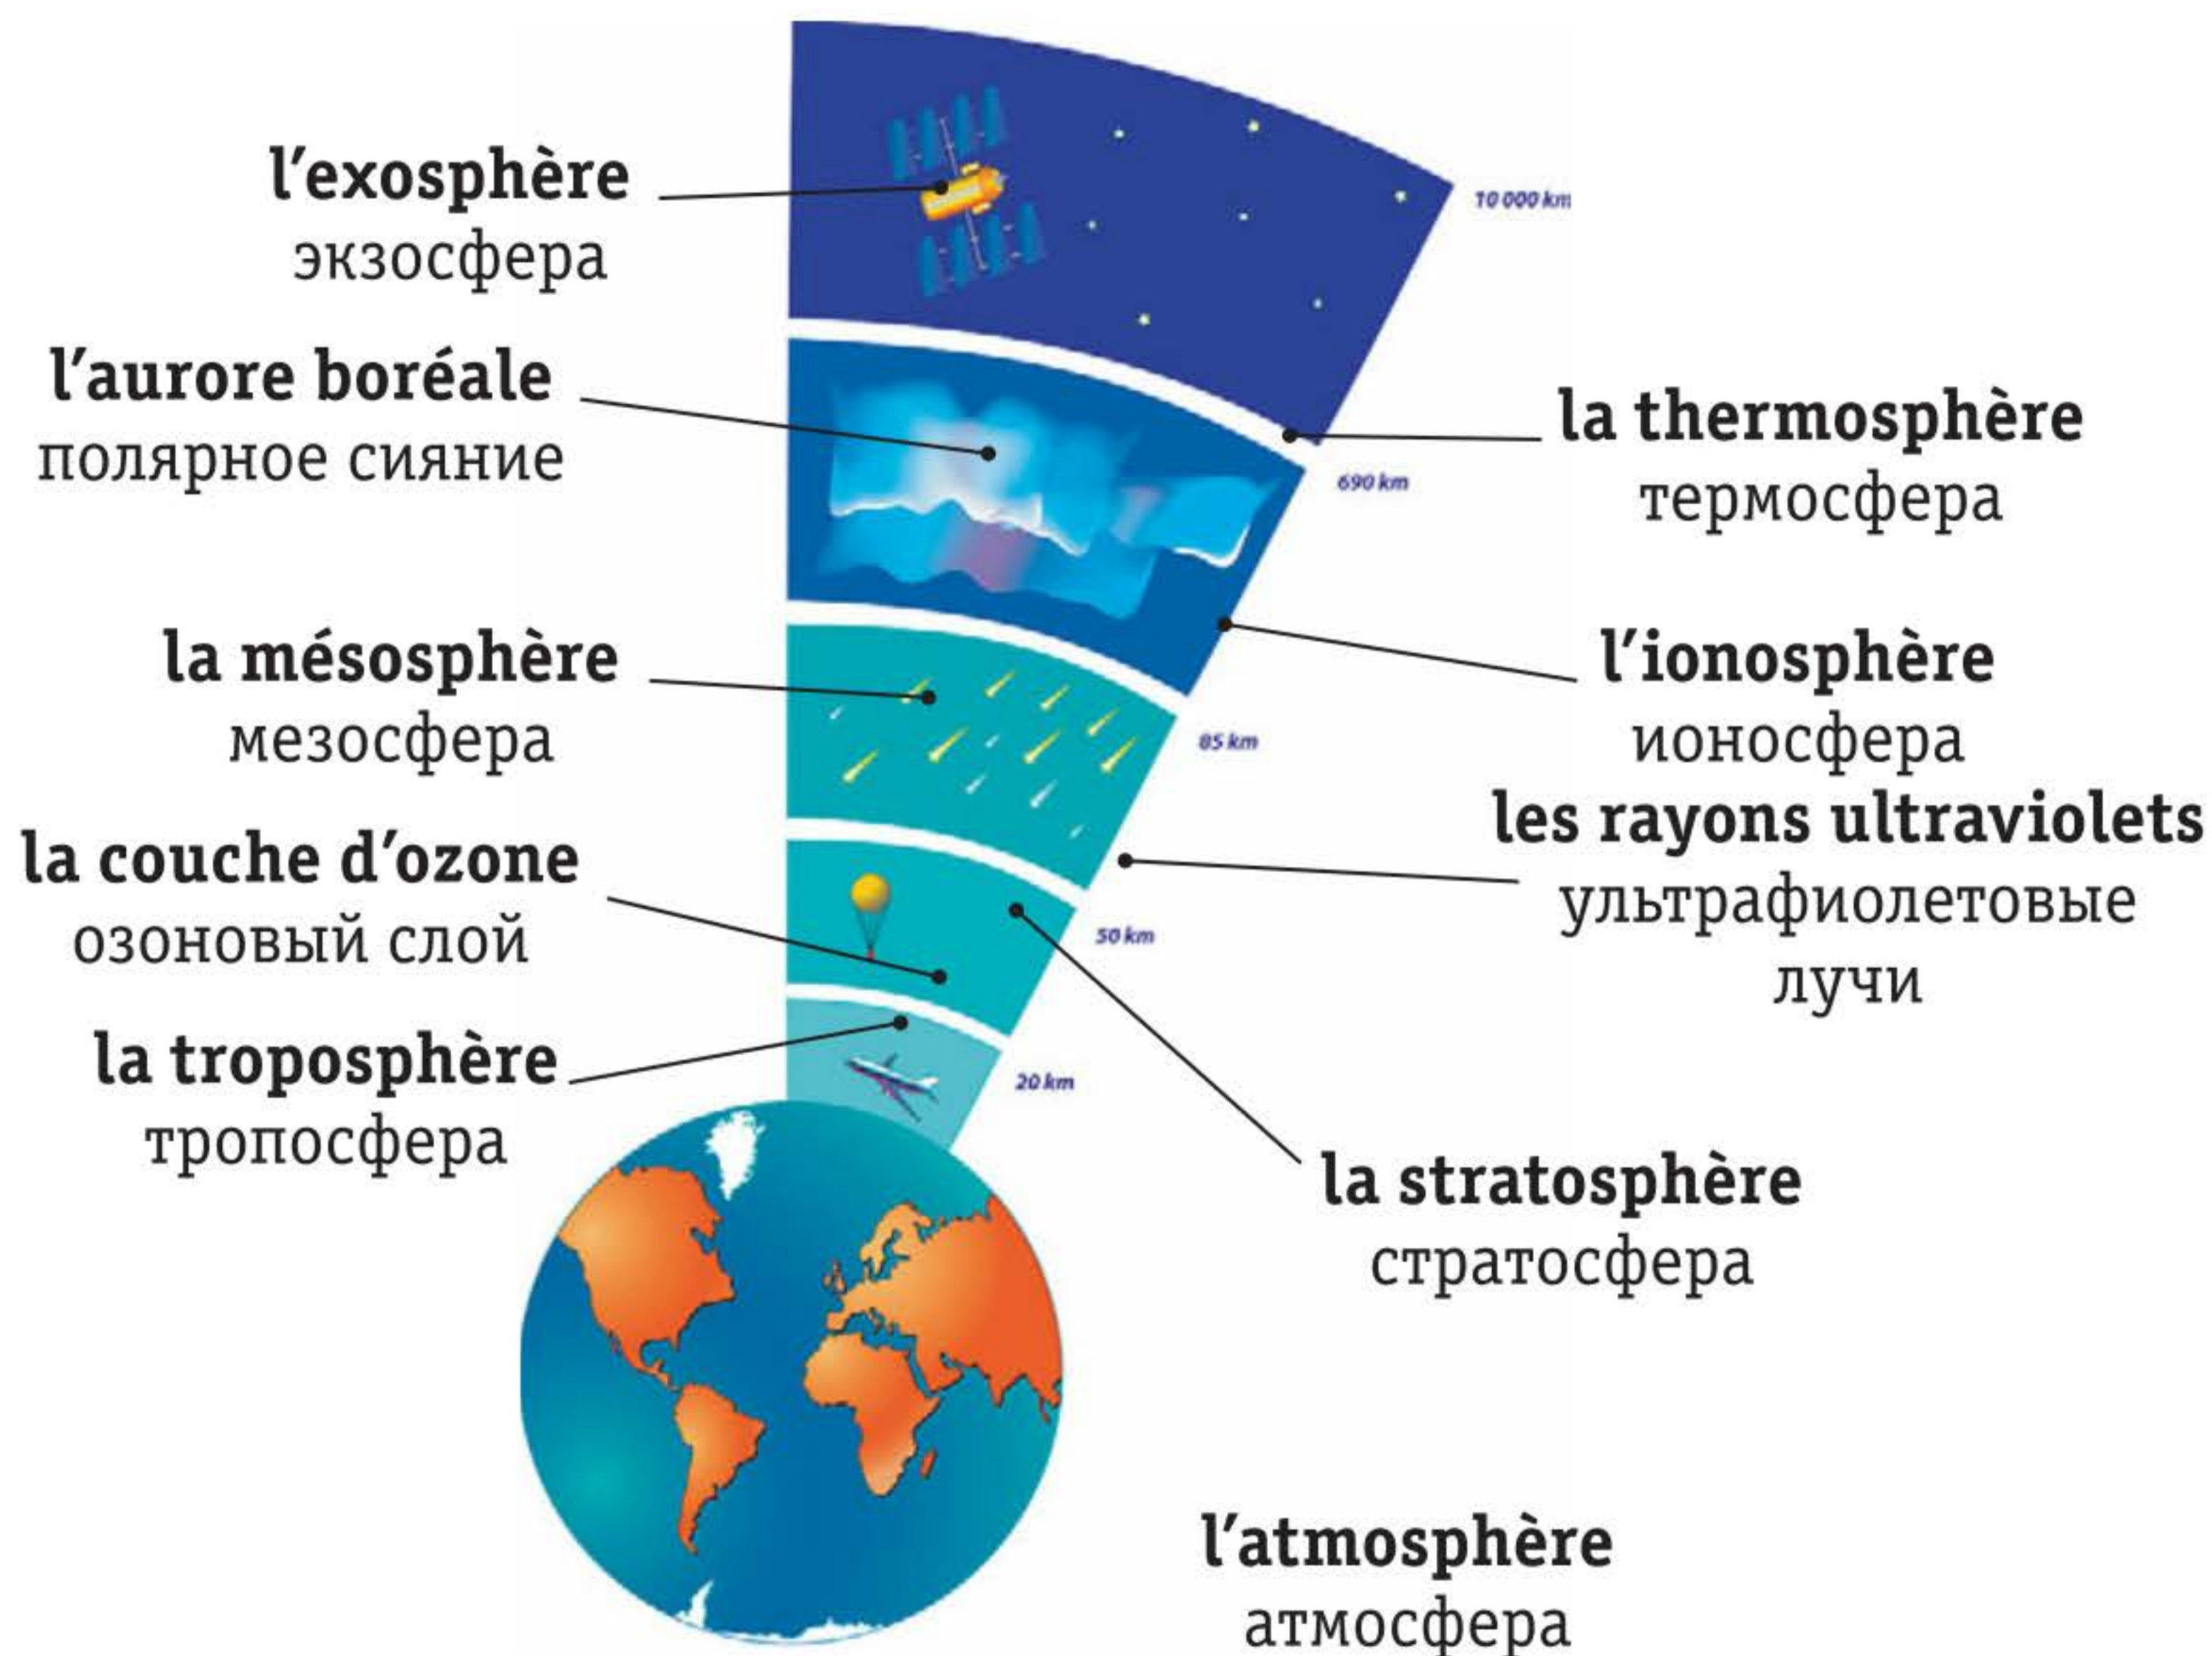 l'exosphère
экзосфера
10 000 km
l'aurore boréale
полярное сияние
la thermosphère
термосфера
690 km
la mésosphère
мезосфера
l'ionosphère
ионосфера
85 km
les rayons ultraviolets
ультрафиолетовые
лучи
la couche d'ozone
озоновый слой
50 km
la troposphère
тропосфера
20 km
la stratosphère
стратосфера
l'atmosphère
атмосфера